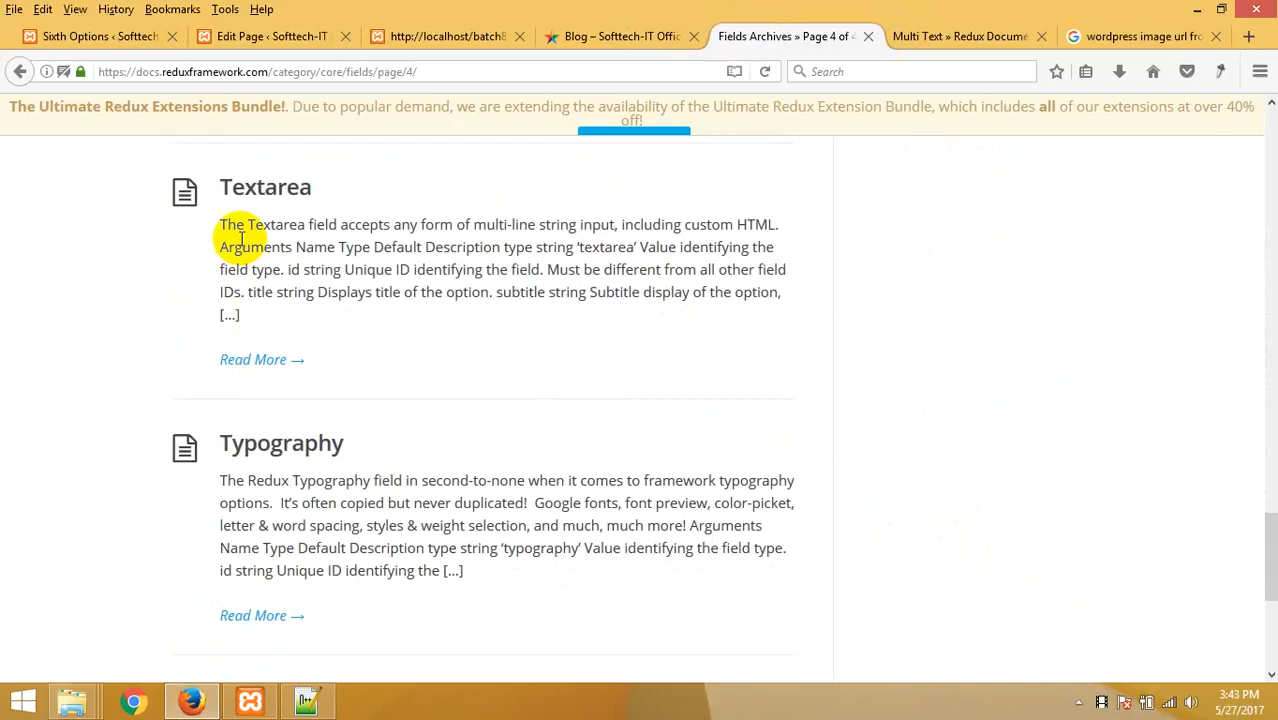 File Edit View History Bookmarks Tools Help
Sixth Options ‹ Softtech
Edit Page ‹ Softtech-IT
http://localhost/batch8
Blog – Softtech-IT Offic
Fields Archives » Page 4 of 4
Multi Text » Redux Docume
wordpress image url fro
https://docs.reduxframework.com/category/core/fields/page/4/
Search
The Ultimate Redux Extensions Bundle!. Due to popular demand, we are extending the availability of the Ultimate Redux Extension Bundle, which includes all of our extensions at over 40%
off!
Textarea
The Textarea field accepts any form of multi-line string input, including custom HTML.
Arguments Name Type Default Description type string ‘textarea’ Value identifying the
field type. id string Unique ID identifying the field. Must be different from all other field
IDs. title string Displays title of the option. subtitle string Subtitle display of the option,
[…]
Read More →
Typography
The Redux Typography field in second-to-none when it comes to framework typography
options.  It’s often copied but never duplicated!  Google fonts, font preview, color-picket,
letter & word spacing, styles & weight selection, and much, much more! Arguments
Name Type Default Description type string ‘typography’ Value identifying the field type.
id string Unique ID identifying the […]
Read More →
3:43 PM
5/27/2017